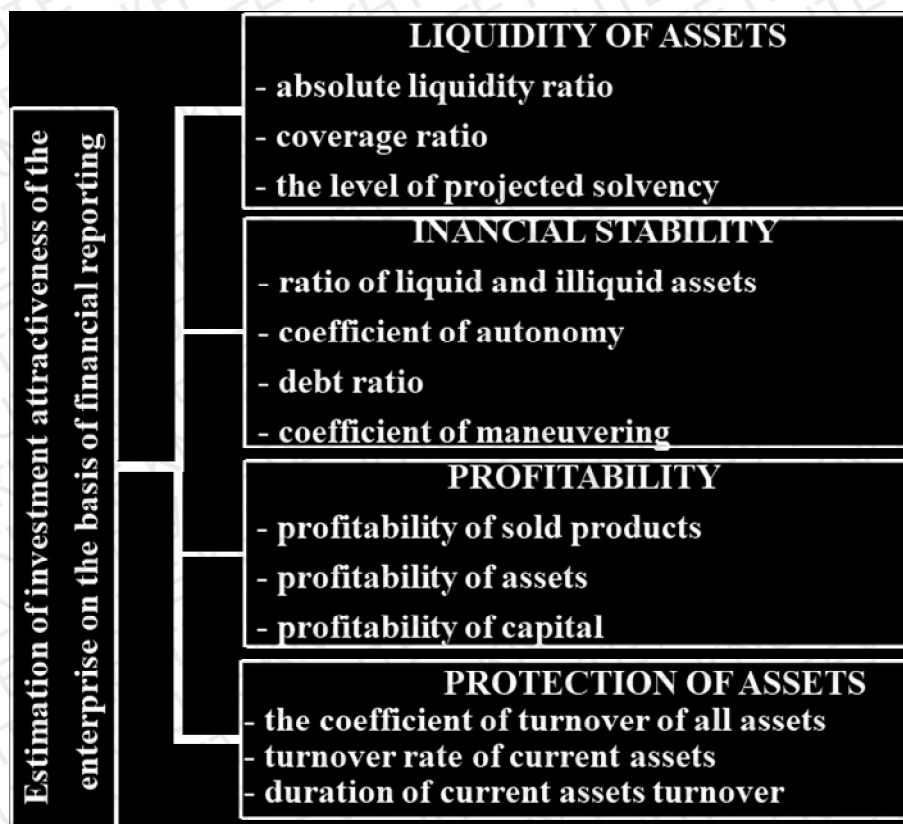 Estimation of investment attractiveness of the
enterprise on the basis of financial reporting
LIQUIDITY OF ASSETS
- absolute liquidity ratio
- coverage ratio
- the level of projected solvency
INANCIAL STABILITY
- ratio of liquid and illiquid assets
- coefficient of autonomy
- debt ratio
- coefficient of maneuvering
PROFITABILITY
- profitability of sold products
- profitability of assets
- profitability of capital
PROTECTION OF ASSETS
- the coefficient of turnover of all assets
- turnover rate of current assets
- duration of current assets turnover